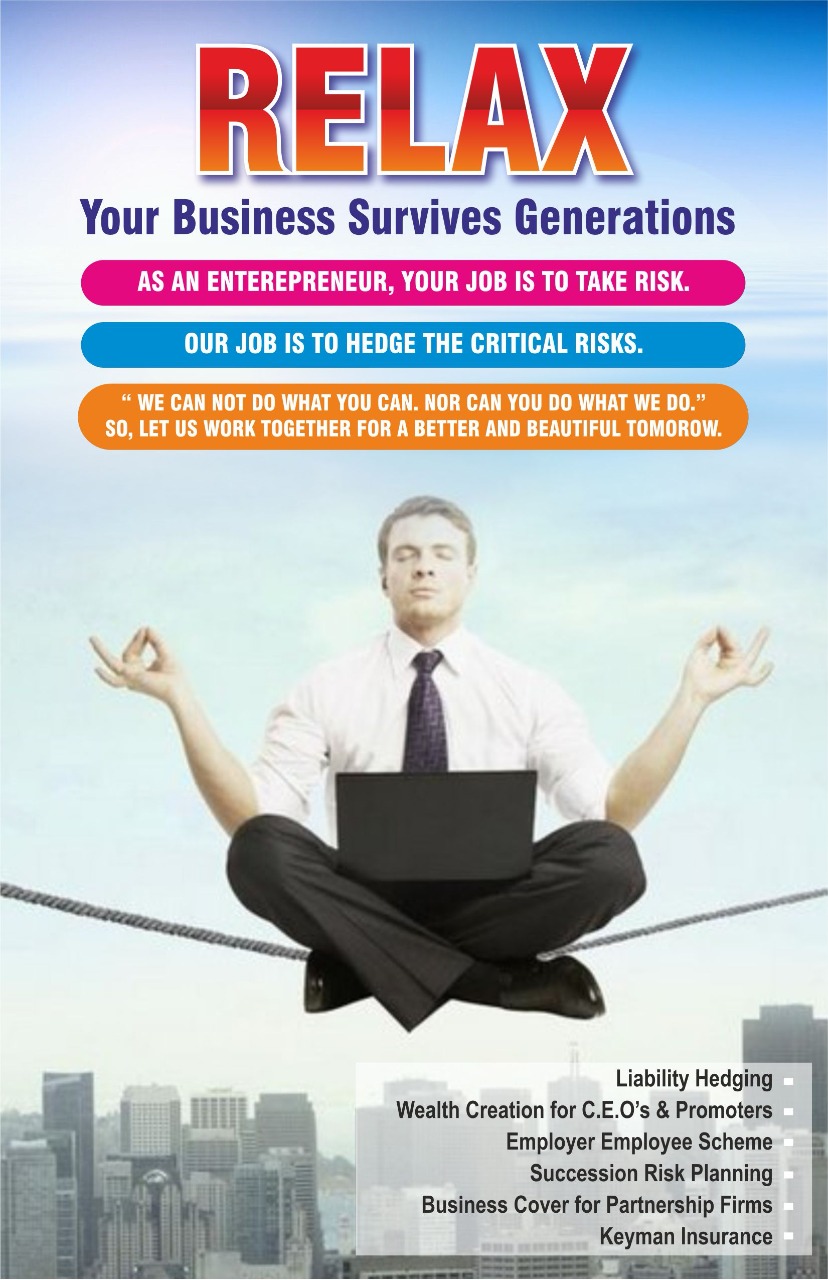 RELAX
Your Business Survives Generations
AS AN ENTEREPRENEUR, YOUR JOB IS TO TAKE RISK.
OUR JOB IS TO HEDGE THE CRITICAL RISKS.
“ WE CAN NOT DO WHAT YOU CAN. NOR CAN YOU DO WHAT WE DO.”
SO, LET US WORK TOGETHER FOR A BETTER AND BEAUTIFUL TOMOROW.
Liability Hedging
Wealth Creation for C.E.O’s & Promoters
Employer Employee Scheme
Succession Risk Planning
Business Cover for Partnership Firms
Keyman Insurance